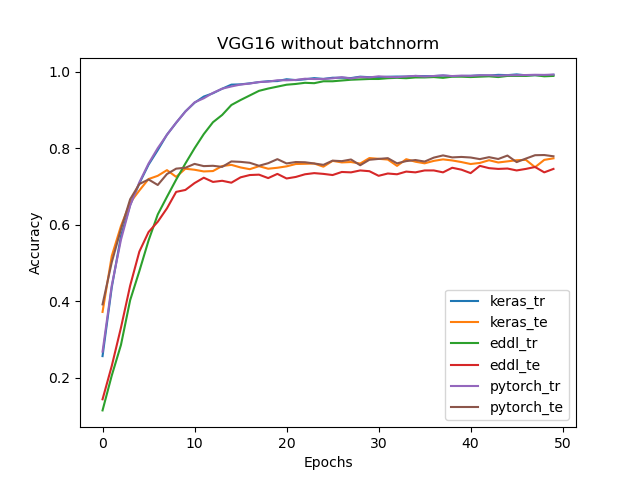 VGG16 without batchnorm
1.0
0.8
0.6
0.4
0.2
Accuracy
keras_tr
keras_te
eddl_tr
eddl_te
pytorch_tr
pytorch_te
0 10 20 30 40 50
Epochs